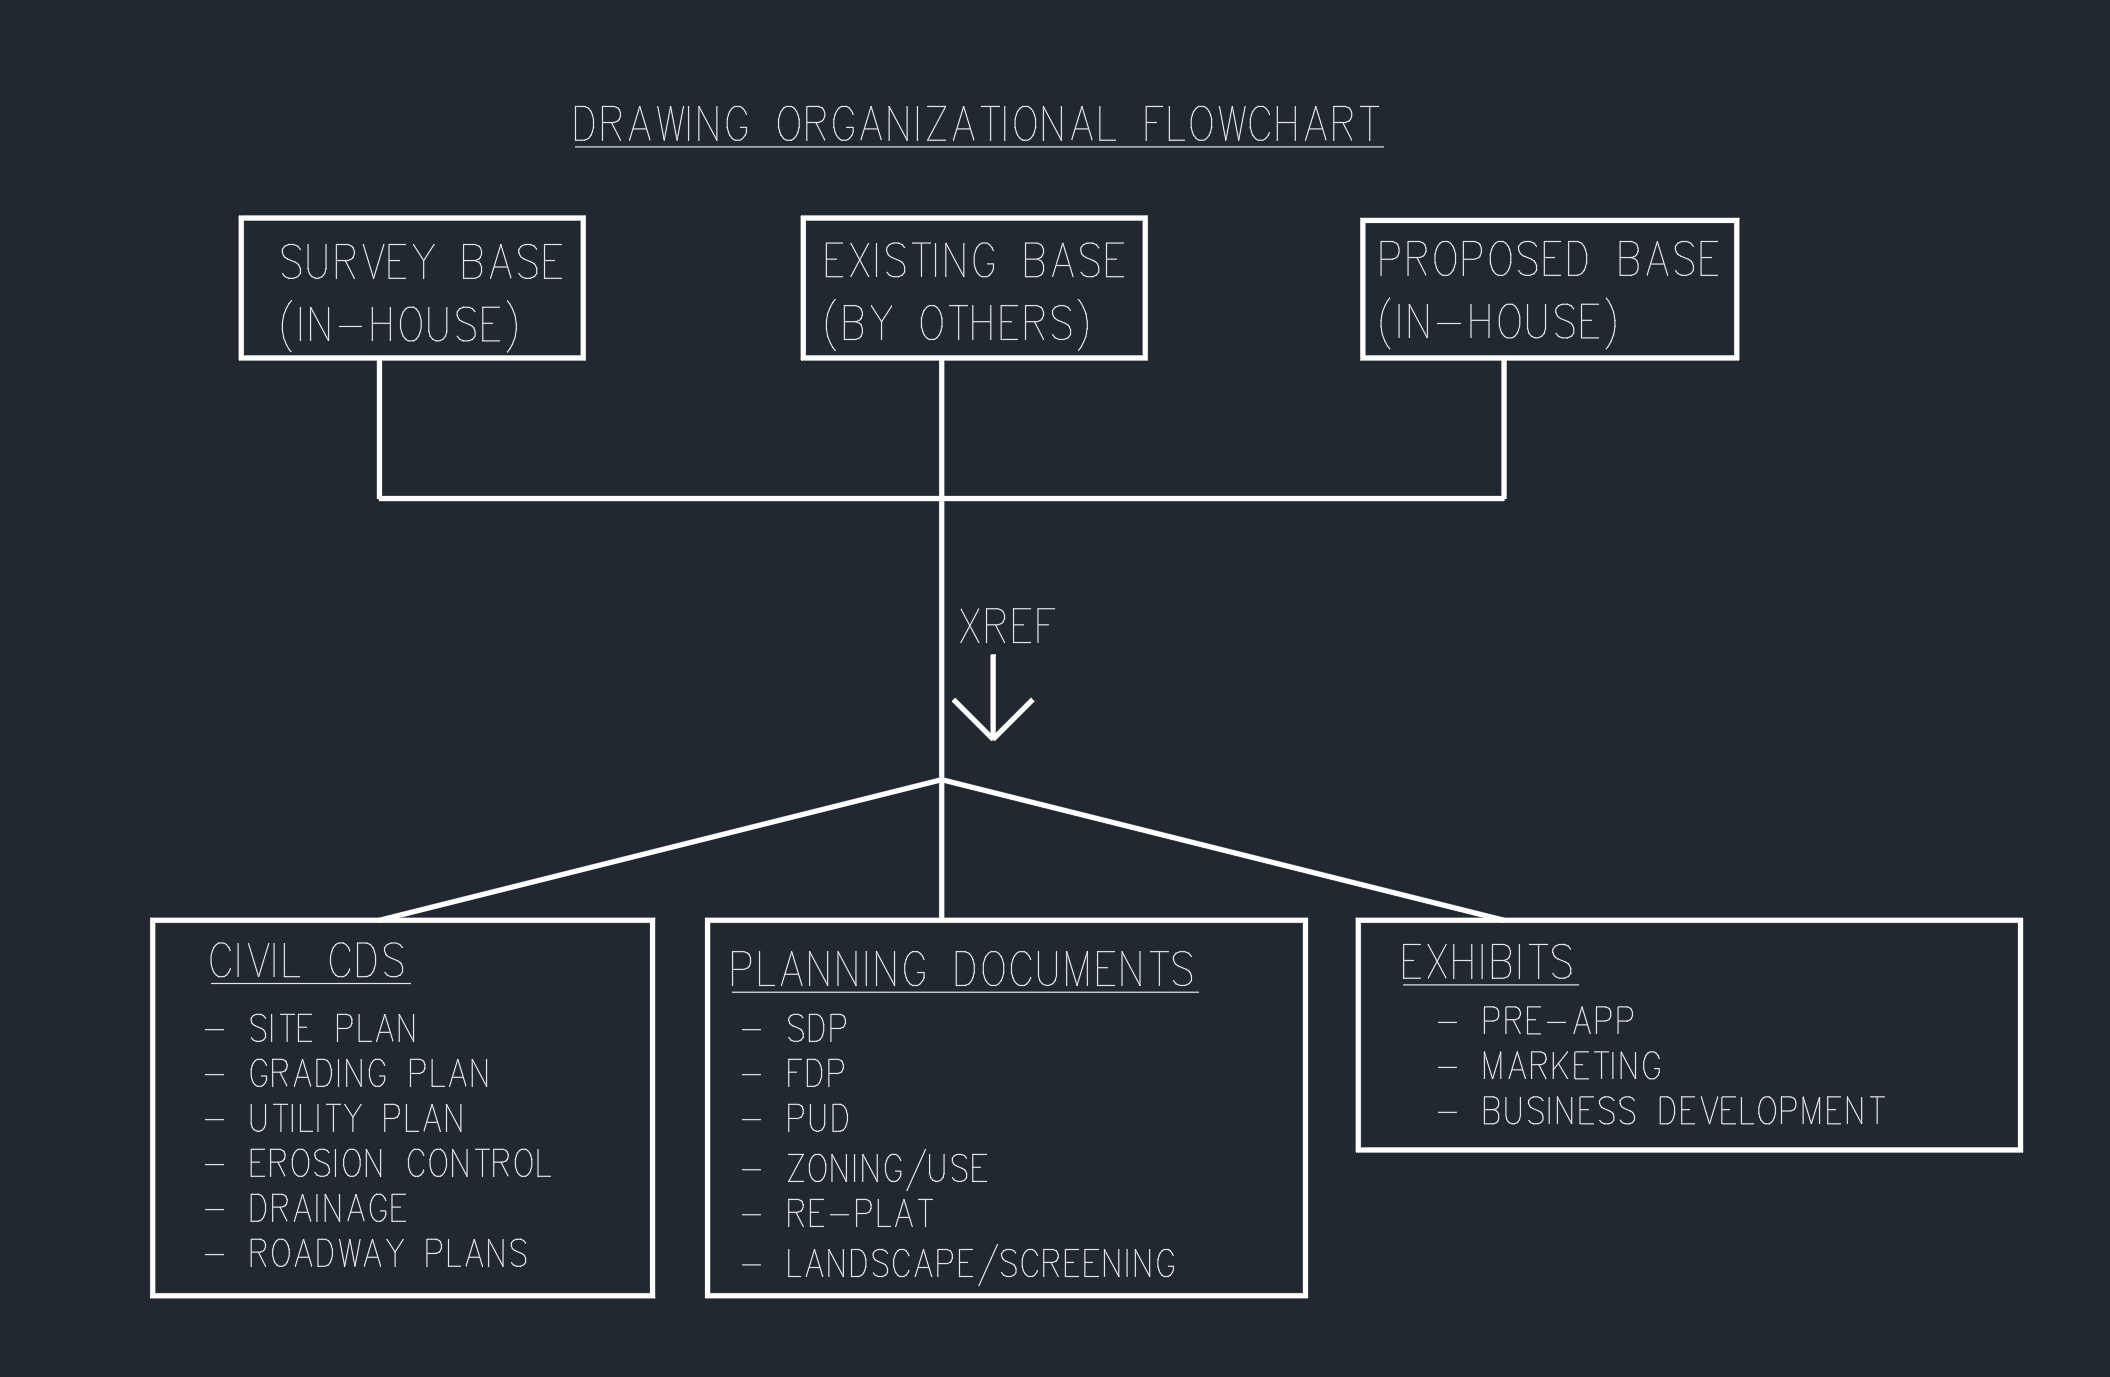 DRAWING ORGANIZATIONAL FLOWCHART
SURVEY BASE
(IN-HOUSE)
EXISTING BASE
(BY OTHERS)
PROPOSED BASE
(IN-HOUSE)
XREF
CIVIL CDS
- SITE PLAN
- GRADING PLAN
- UTILITY PLAN
- EROSION CONTROL
- DRAINAGE
- ROADWAY PLANS
PLANNING DOCUMENTS
- SDP
- FDP
- PUD
- ZONING/USE
- RE-PLAT
- LANDSCAPE/SCREENING
EXHIBITS
- PRE-APP
- MARKETING
- BUSINESS DEVELOPMENT